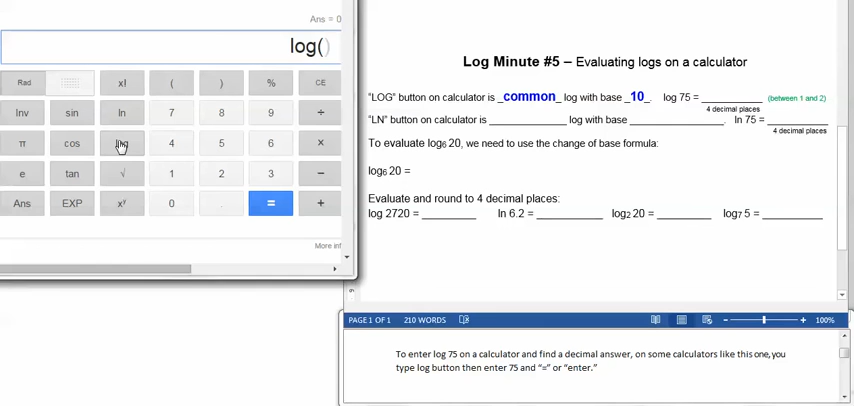 Ans = 0
log()
Rad x! ( ) % CE
Inv sin ln 7 8 9 ÷
π cos log 4 5 6 ×
e tan √ 1 2 3 −
Ans EXP xʸ 0 . = +
More inf
Log Minute #5 – Evaluating logs on a calculator
“LOG” button on calculator is _common_ log with base _10_. log 75 = __________ (between 1 and 2)
4 decimal places
“LN” button on calculator is ____________ log with base ______________. ln 75 = __________
4 decimal places
To evaluate log₆ 20, we need to use the change of base formula:
log₆ 20 =
Evaluate and round to 4 decimal places:
log 2720 = _________ ln 6.2 = __________ log₂ 20 = ________ log₇ 5 = __________
PAGE 1 OF 1 210 WORDS 100%
To enter log 75 on a calculator and find a decimal answer, on some calculators like this one, you
type log button then enter 75 and “=” or “enter.”